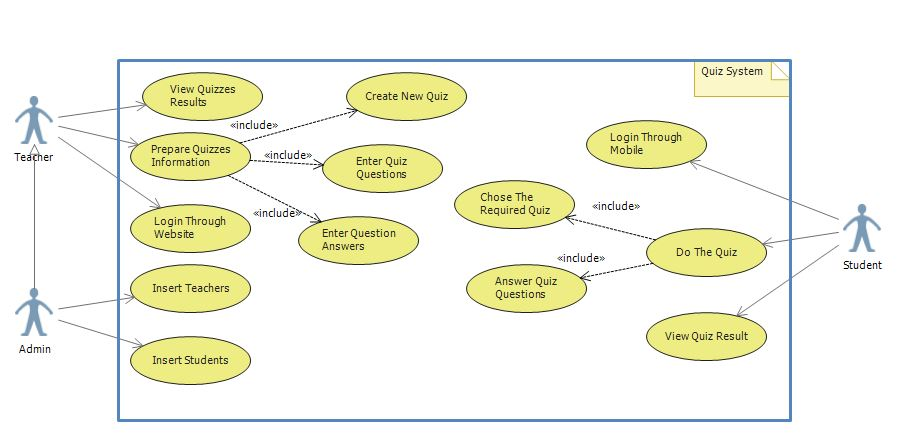 Quiz System
View Quizzes
Results
Create New Quiz
«include»
Login Through
Mobile
Teacher
Prepare Quizzes
Information
«include»
Enter Quiz
Questions
Chose The
Required Quiz
«include»
«include»
Login Through
Website
Enter Question
Answers
Do The Quiz
Student
«include»
Insert Teachers
Answer Quiz
Questions
Admin
View Quiz Result
Insert Students